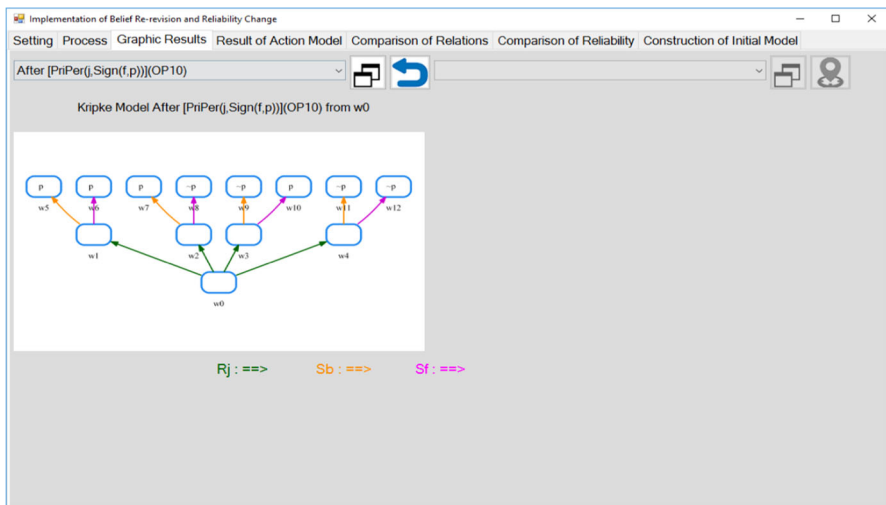 Implementation of Belief Re-revision and Reliability Change
Setting Process Graphic Results Result of Action Model Comparison of Relations Comparison of Reliability Construction of Initial Model
After [PriPer(j,Sign(f,p))](OP10)
Kripke Model After [PriPer(j,Sign(f,p))](OP10) from w0
p p p ~p ~p p ~p ~p
w5 w6 w7 w8 w9 w10 w11 w12
w1 w2 w3 w4
w0
Rj : ==> Sb : ==> Sf : ==>